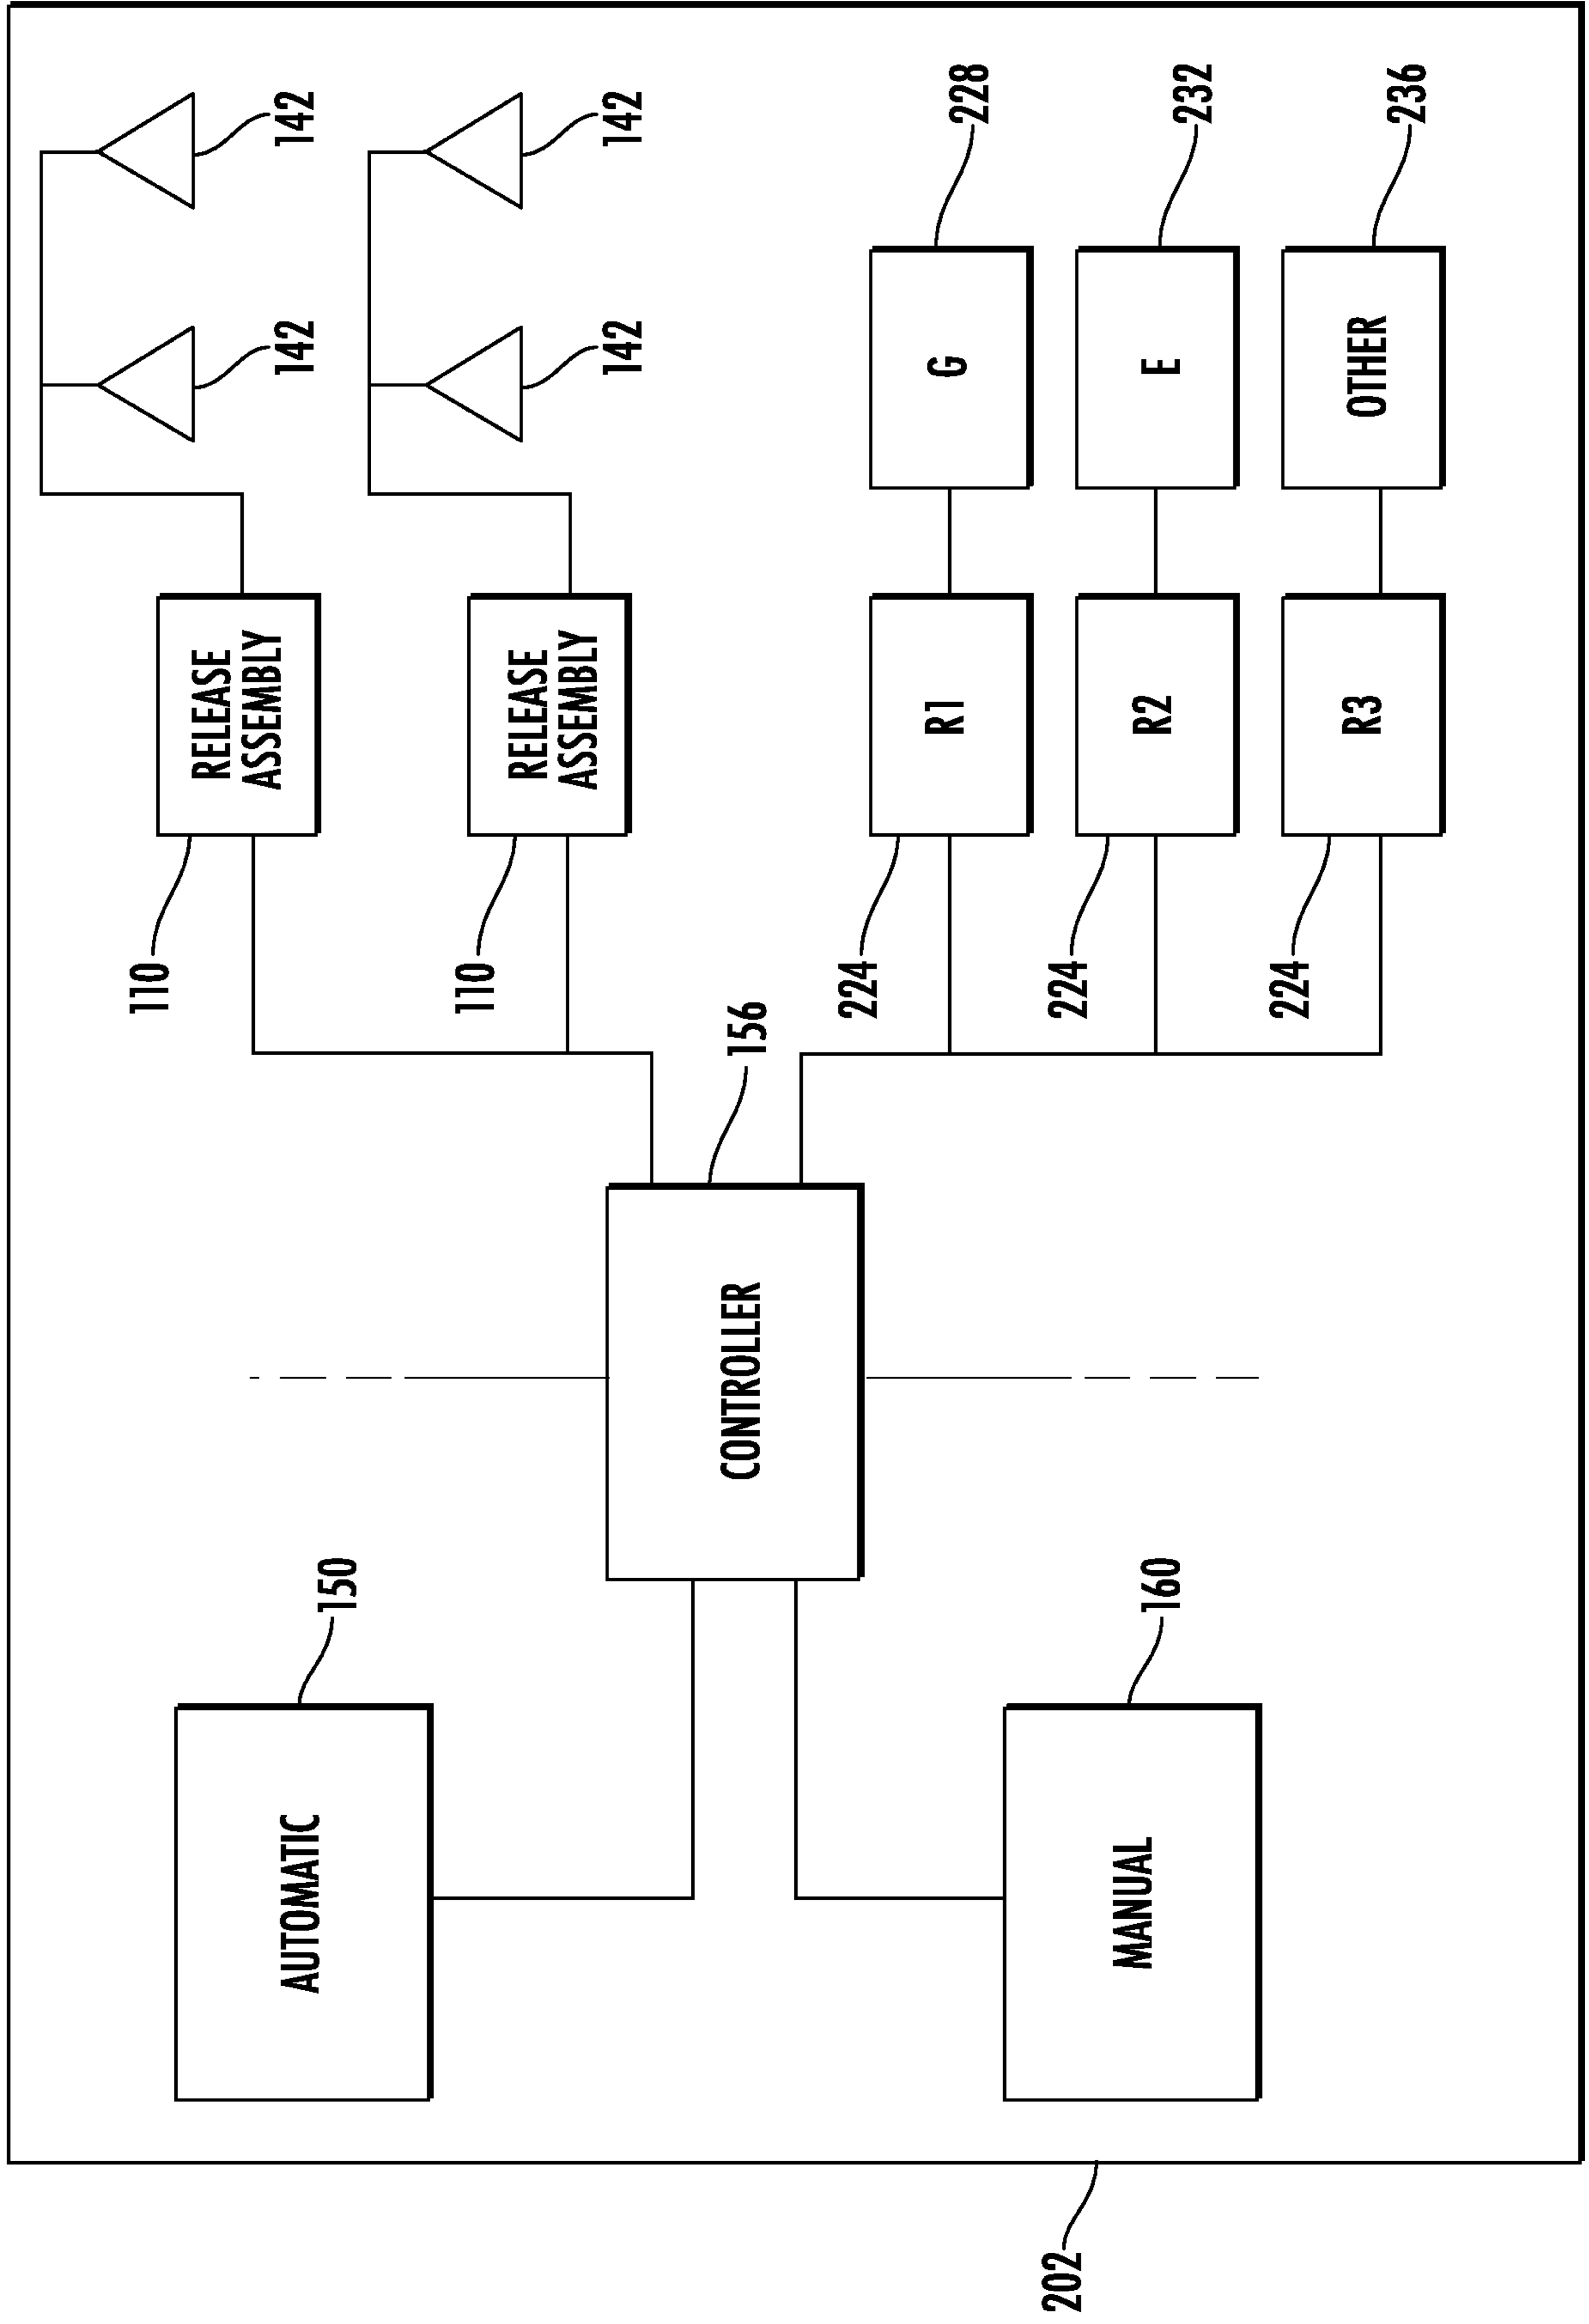 142
142
142
142
228
232
236
G
E
OTHER
RELEASE
ASSEMBLY
RELEASE
ASSEMBLY
R1
R2
R3
110
110
224
224
224
156
CONTROLLER
150
160
AUTOMATIC
MANUAL
202